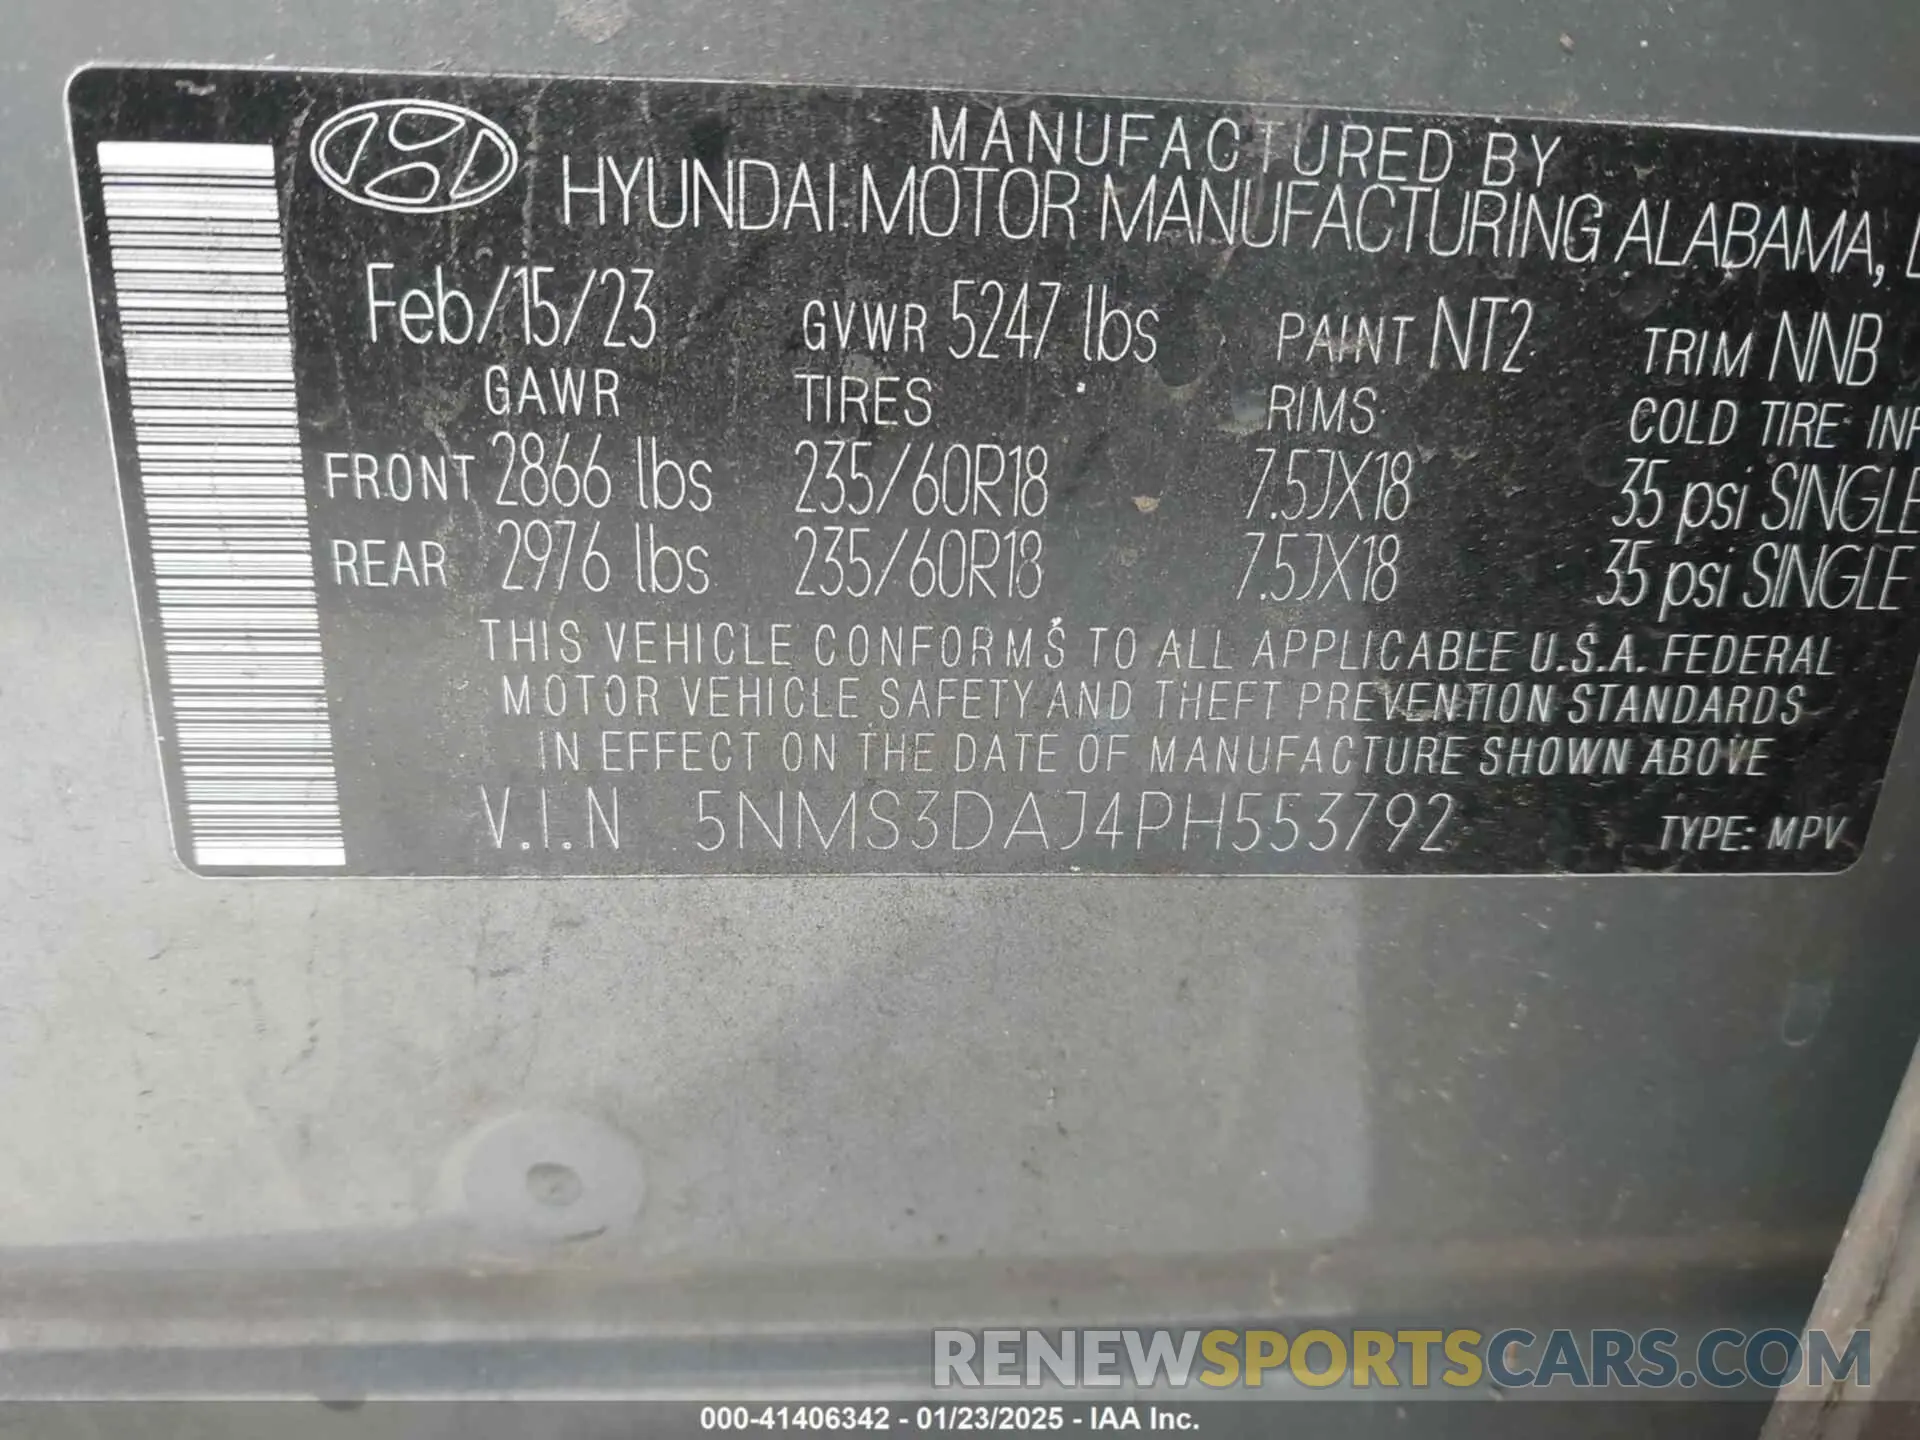 MANUFACTURED BY
HYUNDAI MOTOR MANUFACTURING ALABAMA,
Feb/15/23 GVWR 5247 lbs PAINT NT2 TRIM NNB
GAWR TIRES RIMS COLD TIRE INF
FRONT 2866 lbs 235/60R18 7.5JX18 35 psi SINGLE
REAR 2976 lbs 235/60R18 7.5JX18 35 psi SINGLE
THIS VEHICLE CONFORMS TO ALL APPLICABLE U.S.A. FEDERAL
MOTOR VEHICLE SAFETY AND THEFT PREVENTION STANDARDS
IN EFFECT ON THE DATE OF MANUFACTURE SHOWN ABOVE
V.I.N 5NMS3DAJ4PH553792 TYPE: MPV
RENEWSPORTSCARS.COM
000-41406342 - 01/23/2025 - IAA Inc.